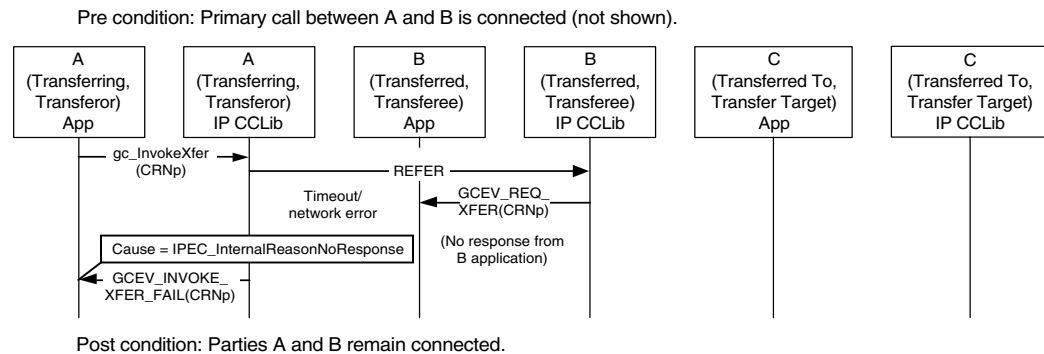 Pre condition: Primary call between A and B is connected (not shown).
A
(Transferring,
Transferor)
App
A
(Transferring,
Transferor)
IP CCLib
B
(Transferred,
Transferee)
App
B
(Transferred,
Transferee)
IP CCLib
C
(Transferred To,
Transfer Target)
App
C
(Transferred To,
Transfer Target)
IP CCLib
gc_InvokeXfer
(CRNp)
REFER
Timeout/
network error
GCEV_REQ_
XFER(CRNp)
(No response from
B application)
Cause = IPEC_InternalReasonNoResponse
GCEV_INVOKE_
XFER_FAIL(CRNp)
Post condition: Parties A and B remain connected.